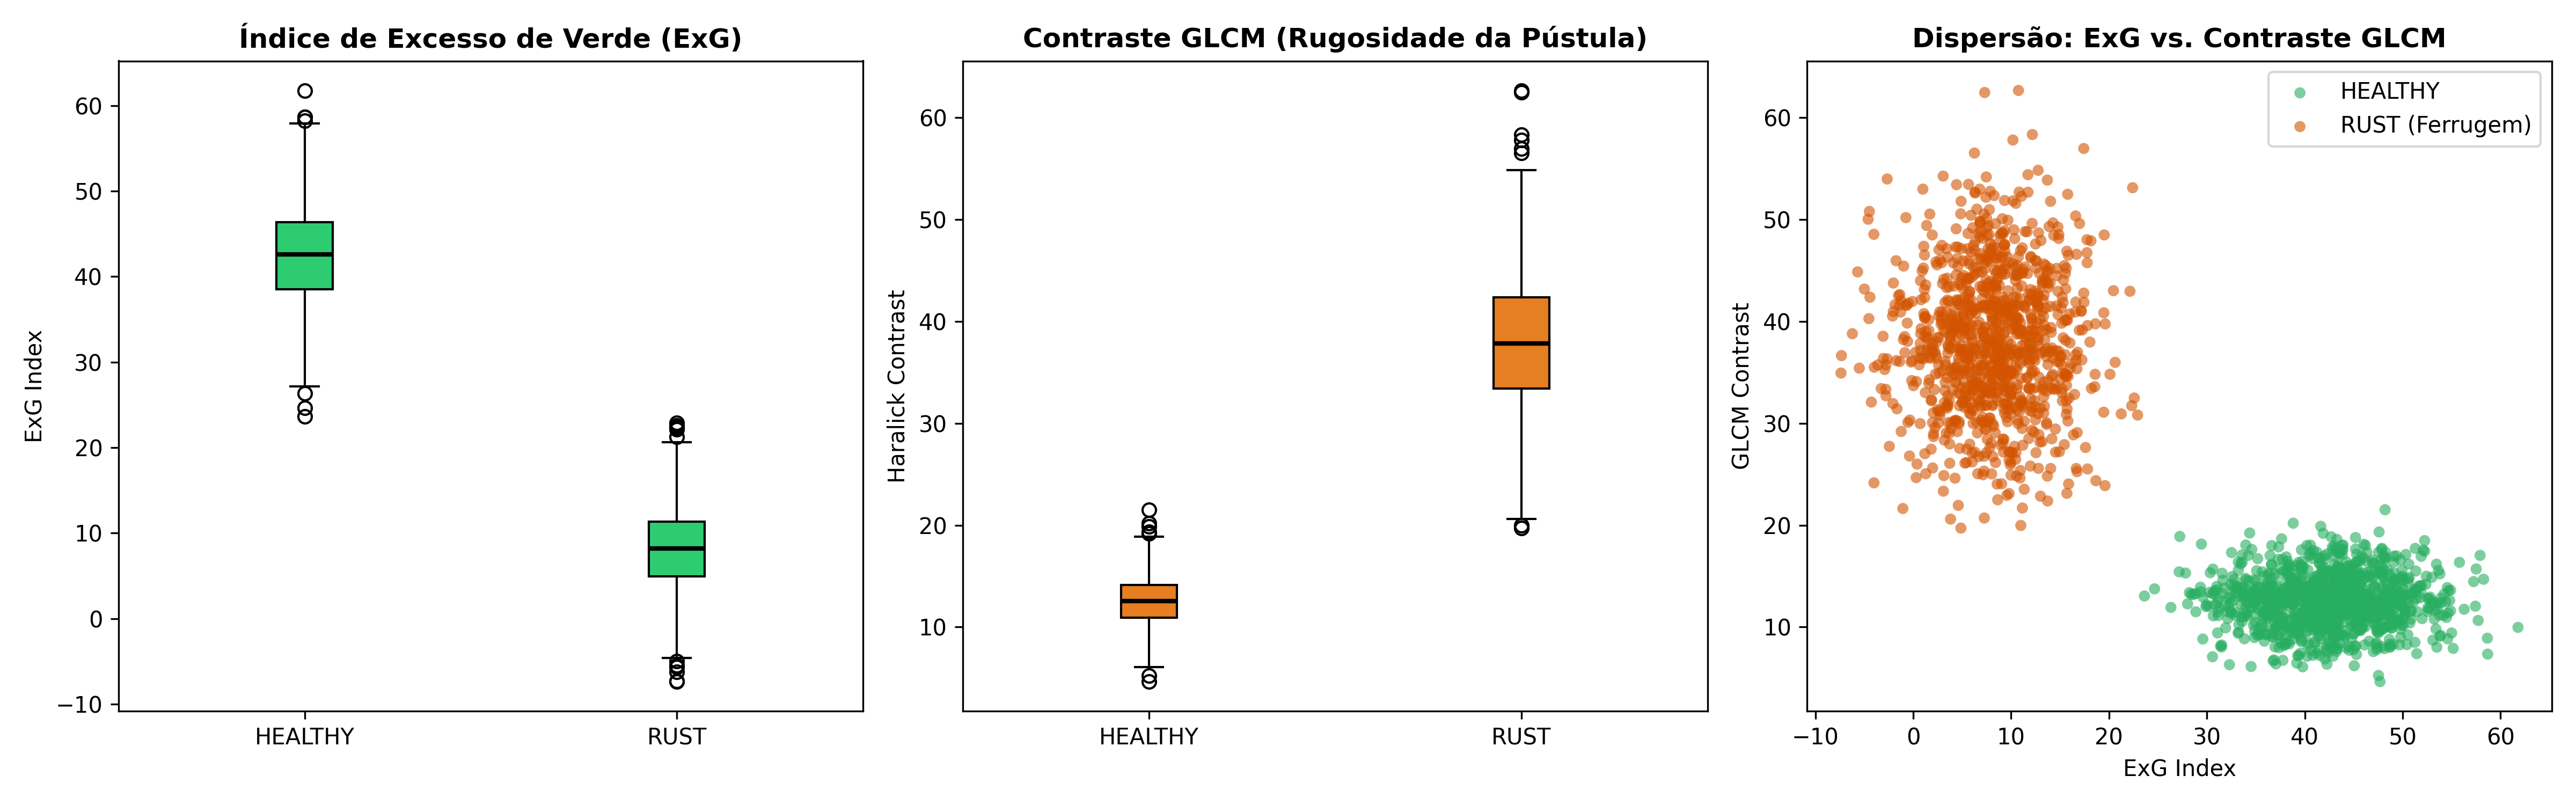 Índice de Excesso de Verde (ExG)
ExG Index
60
50
40
30
20
10
0
−10
HEALTHY
RUST
Contraste GLCM (Rugosidade da Pústula)
Haralick Contrast
60
50
40
30
20
10
HEALTHY
RUST
Dispersão: ExG vs. Contraste GLCM
HEALTHY
RUST (Ferrugem)
GLCM Contrast
60
50
40
30
20
10
−10
0
10
20
30
40
50
60
ExG Index